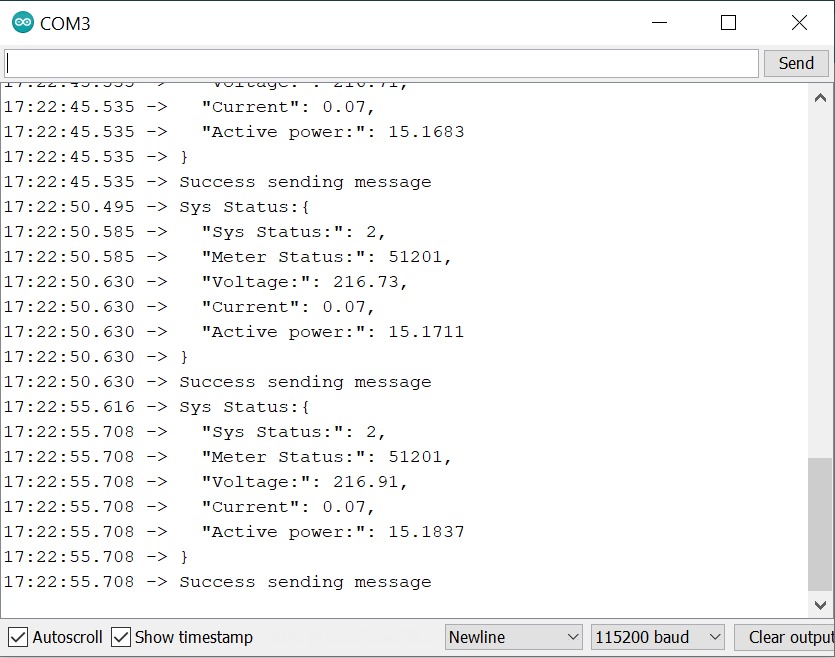 COM3
Send
17:22:45.535 -> "Voltage:": 216.71,
17:22:45.535 -> "Current": 0.07,
17:22:45.535 -> "Active power:": 15.1683
17:22:45.535 -> }
17:22:45.535 -> Success sending message
17:22:50.495 -> Sys Status:{
17:22:50.585 -> "Sys Status:": 2,
17:22:50.585 -> "Meter Status:": 51201,
17:22:50.630 -> "Voltage:": 216.73,
17:22:50.630 -> "Current": 0.07,
17:22:50.630 -> "Active power:": 15.1711
17:22:50.630 -> }
17:22:50.630 -> Success sending message
17:22:55.616 -> Sys Status:{
17:22:55.708 -> "Sys Status:": 2,
17:22:55.708 -> "Meter Status:": 51201,
17:22:55.708 -> "Voltage:": 216.91,
17:22:55.708 -> "Current": 0.07,
17:22:55.708 -> "Active power:": 15.1837
17:22:55.708 -> }
17:22:55.708 -> Success sending message
Autoscroll Show timestamp Newline 115200 baud Clear output